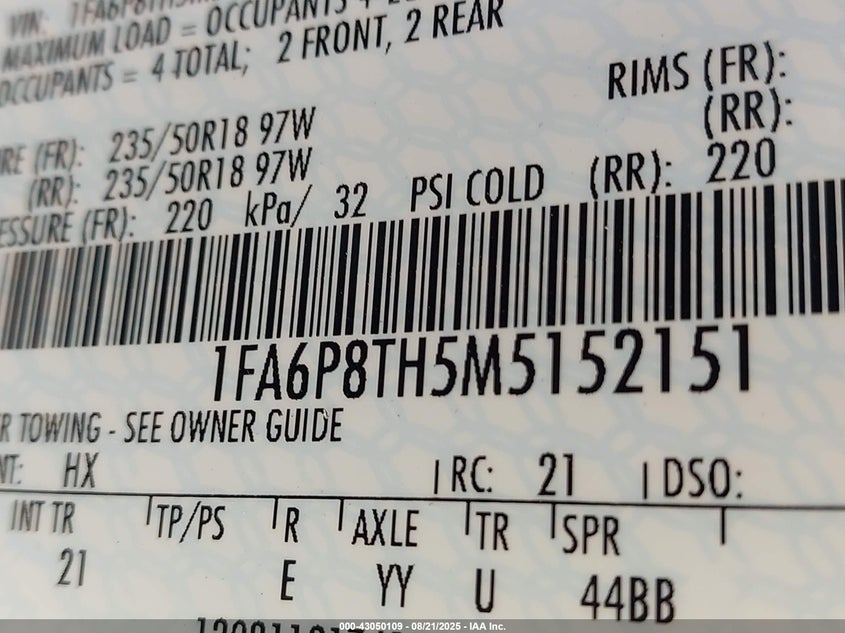 VIN: 1FA6P8TH5M
MAXIMUM LOAD = OCCUPANTS
OCCUPANTS = 4 TOTAL; 2 FRONT, 2 REAR
RIMS (FR):
(RR):
RE (FR): 235/50R18 97W
(RR): 235/50R18 97W
ESSURE (FR): 220 kPa/ 32 PSI COLD (RR): 220
1FA6P8TH5M5152151
R TOWING - SEE OWNER GUIDE
NT: HX RC: 21 DSO:
INT TR TP/PS R AXLE TR SPR
21 E YY U 44BB
000-43050109 - 08/21/2025 - IAA Inc.